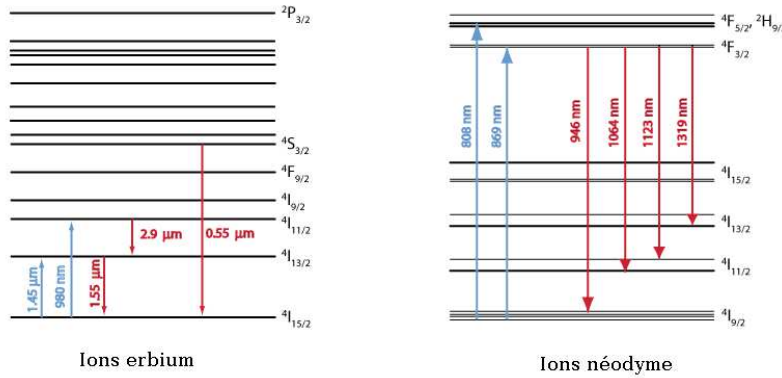 ²P₃/₂
⁴S₃/₂
⁴F₉/₂
⁴I₉/₂
⁴I₁₁/₂
⁴I₁₃/₂
⁴I₁₅/₂
1.45 μm
980 nm
1.55 μm
2.9 μm
0.55 μm
Ions erbium
⁴F₅/₂, ²H₉/
⁴F₃/₂
⁴I₁₅/₂
⁴I₁₃/₂
⁴I₁₁/₂
⁴I₉/₂
808 nm
869 nm
946 nm
1064 nm
1123 nm
1319 nm
Ions néodyme